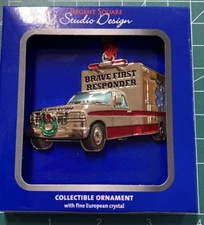 REGENT SQUARE
Studio Design
BRAVE FIRST
RESPONDER
COLLECTIBLE ORNAMENT
with fine European crystal